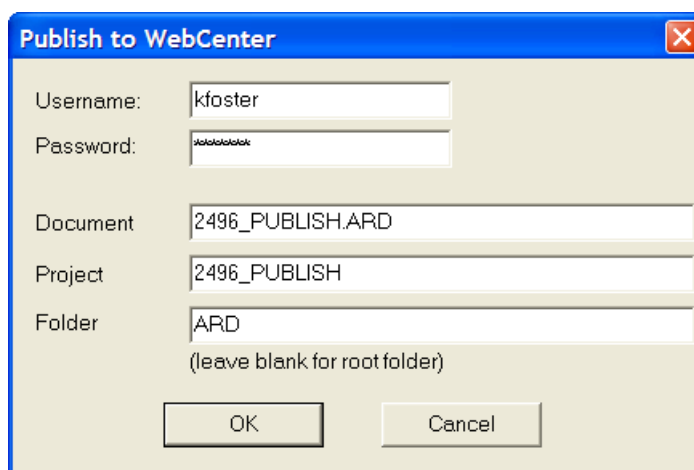 Publish to WebCenter
Username: kfoster
Password: ********
Document 2496_PUBLISH.ARD
Project 2496_PUBLISH
Folder ARD
(leave blank for root folder)
OK Cancel